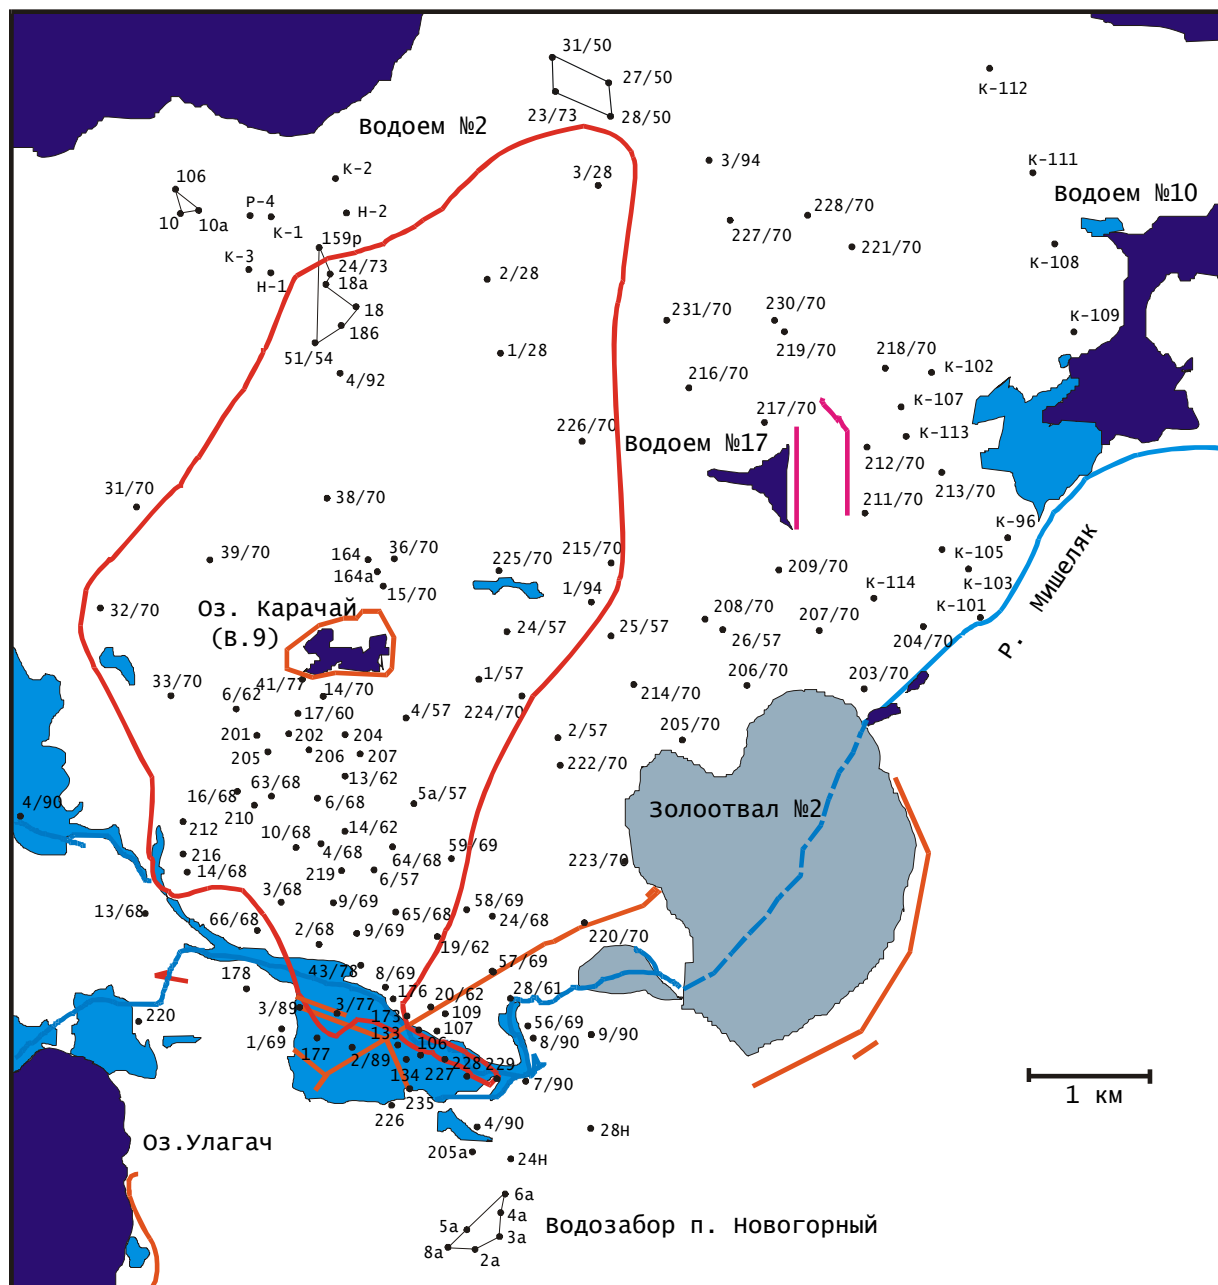 31/50
27/50
К-112
23/73
28/50
Водоем №2
3/94
К-111
К-2
106
3/28
Водоем №10
Р-4
Н-2
228/70
10
10а
К-1
227/70
159р
221/70
К-3
24/73
К-108
Н-1
18а
2/28
18
231/70
230/70
К-109
186
51/54
1/28
219/70
218/70
К-102
4/92
216/70
К-107
217/70
226/70
Водоем №17
К-113
212/70
31/70
38/70
213/70
211/70
К-96
39/70
164
36/70
225/70
215/70
К-105
164а
209/70
15/70
К-114
К-103
32/70
Оз. Карачай
(в.9)
1/94
К-101
Р. Мишеляк
208/70
207/70
24/57
25/57
26/57
204/70
33/70
41/77
14/70
1/57
206/70
203/70
6/62
214/70
17/60
4/57
224/70
201
202
204
2/57
205/70
205
206
207
222/70
13/62
63/68
16/68
6/68
5а/57
4/90
210
Золоотвал №2
212
10/68
14/62
59/69
4/68
64/68
216
223/70
14/68
219
6/57
3/68
13/68
9/69
65/68
58/69
24/68
66/68
2/68
9/69
19/62
220/70
57/69
43/78
178
8/69
176
28/61
3/89
3/77
20/62
173
109
220
133
107
56/69
1/69
177
106
8/90
9/90
2/89
228
229
134
227
7/90
235
1 км
226
4/90
28Н
Оз.Улагач
205а
24Н
6а
4а
5а
Водозабор п. Новогорный
3а
8а
2а